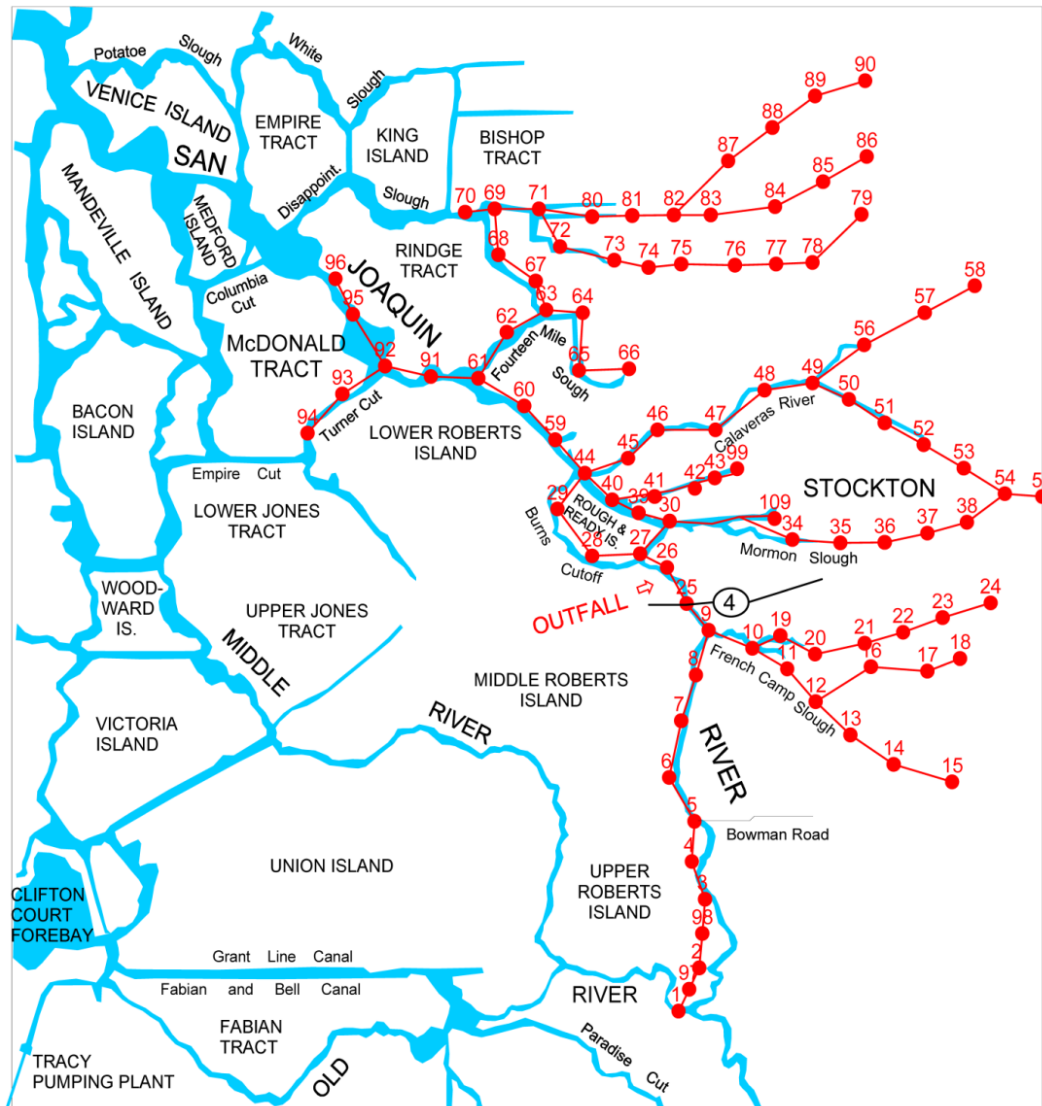 Potatoe Slough
White
Slough
VENICE ISLAND
EMPIRE
TRACT
KING
ISLAND
BISHOP
TRACT
SAN
Disappoint.
Slough
MANDEVILLE ISLAND
MEDFORD
ISLAND
RINDGE
TRACT
JOAQUIN
Columbia
Cut
McDONALD
TRACT
90
89
88
87
86
85
84
83
82
81
80
79
78
77
76
75
74
73
72
71
70
69
68
67
66
65
64
63
62
61
Fourteen Mile
Sough
96
95
94
93
92
91
Turner Cut
BACON
ISLAND
LOWER ROBERTS
ISLAND
Empire Cut
LOWER JONES
TRACT
60
59
58
57
56
49
48
47
46
45
44
Calaveras River
50
51
52
53
54
5
43
99
42
41
40
39
30
29
28
27
26
25
ROUGH &
READY IS.
Burns
Cutoff
STOCKTON
109
34
35
36
37
38
Mormon Slough
OUTFALL
4
WOOD-
WARD
IS.
UPPER JONES
TRACT
MIDDLE
RIVER
MIDDLE ROBERTS
ISLAND
VICTORIA
ISLAND
9
10
19
20
21
22
23
24
11
12
6
17
18
13
14
15
French Camp Slough
8
7
6
5
4
3
98
2
97
1
RIVER
Bowman Road
UNION ISLAND
UPPER
ROBERTS
ISLAND
CLIFTON
COURT
FOREBAY
Grant Line Canal
Fabian and Bell Canal
RIVER
FABIAN
TRACT
OLD
Paradise Cut
TRACY
PUMPING PLANT